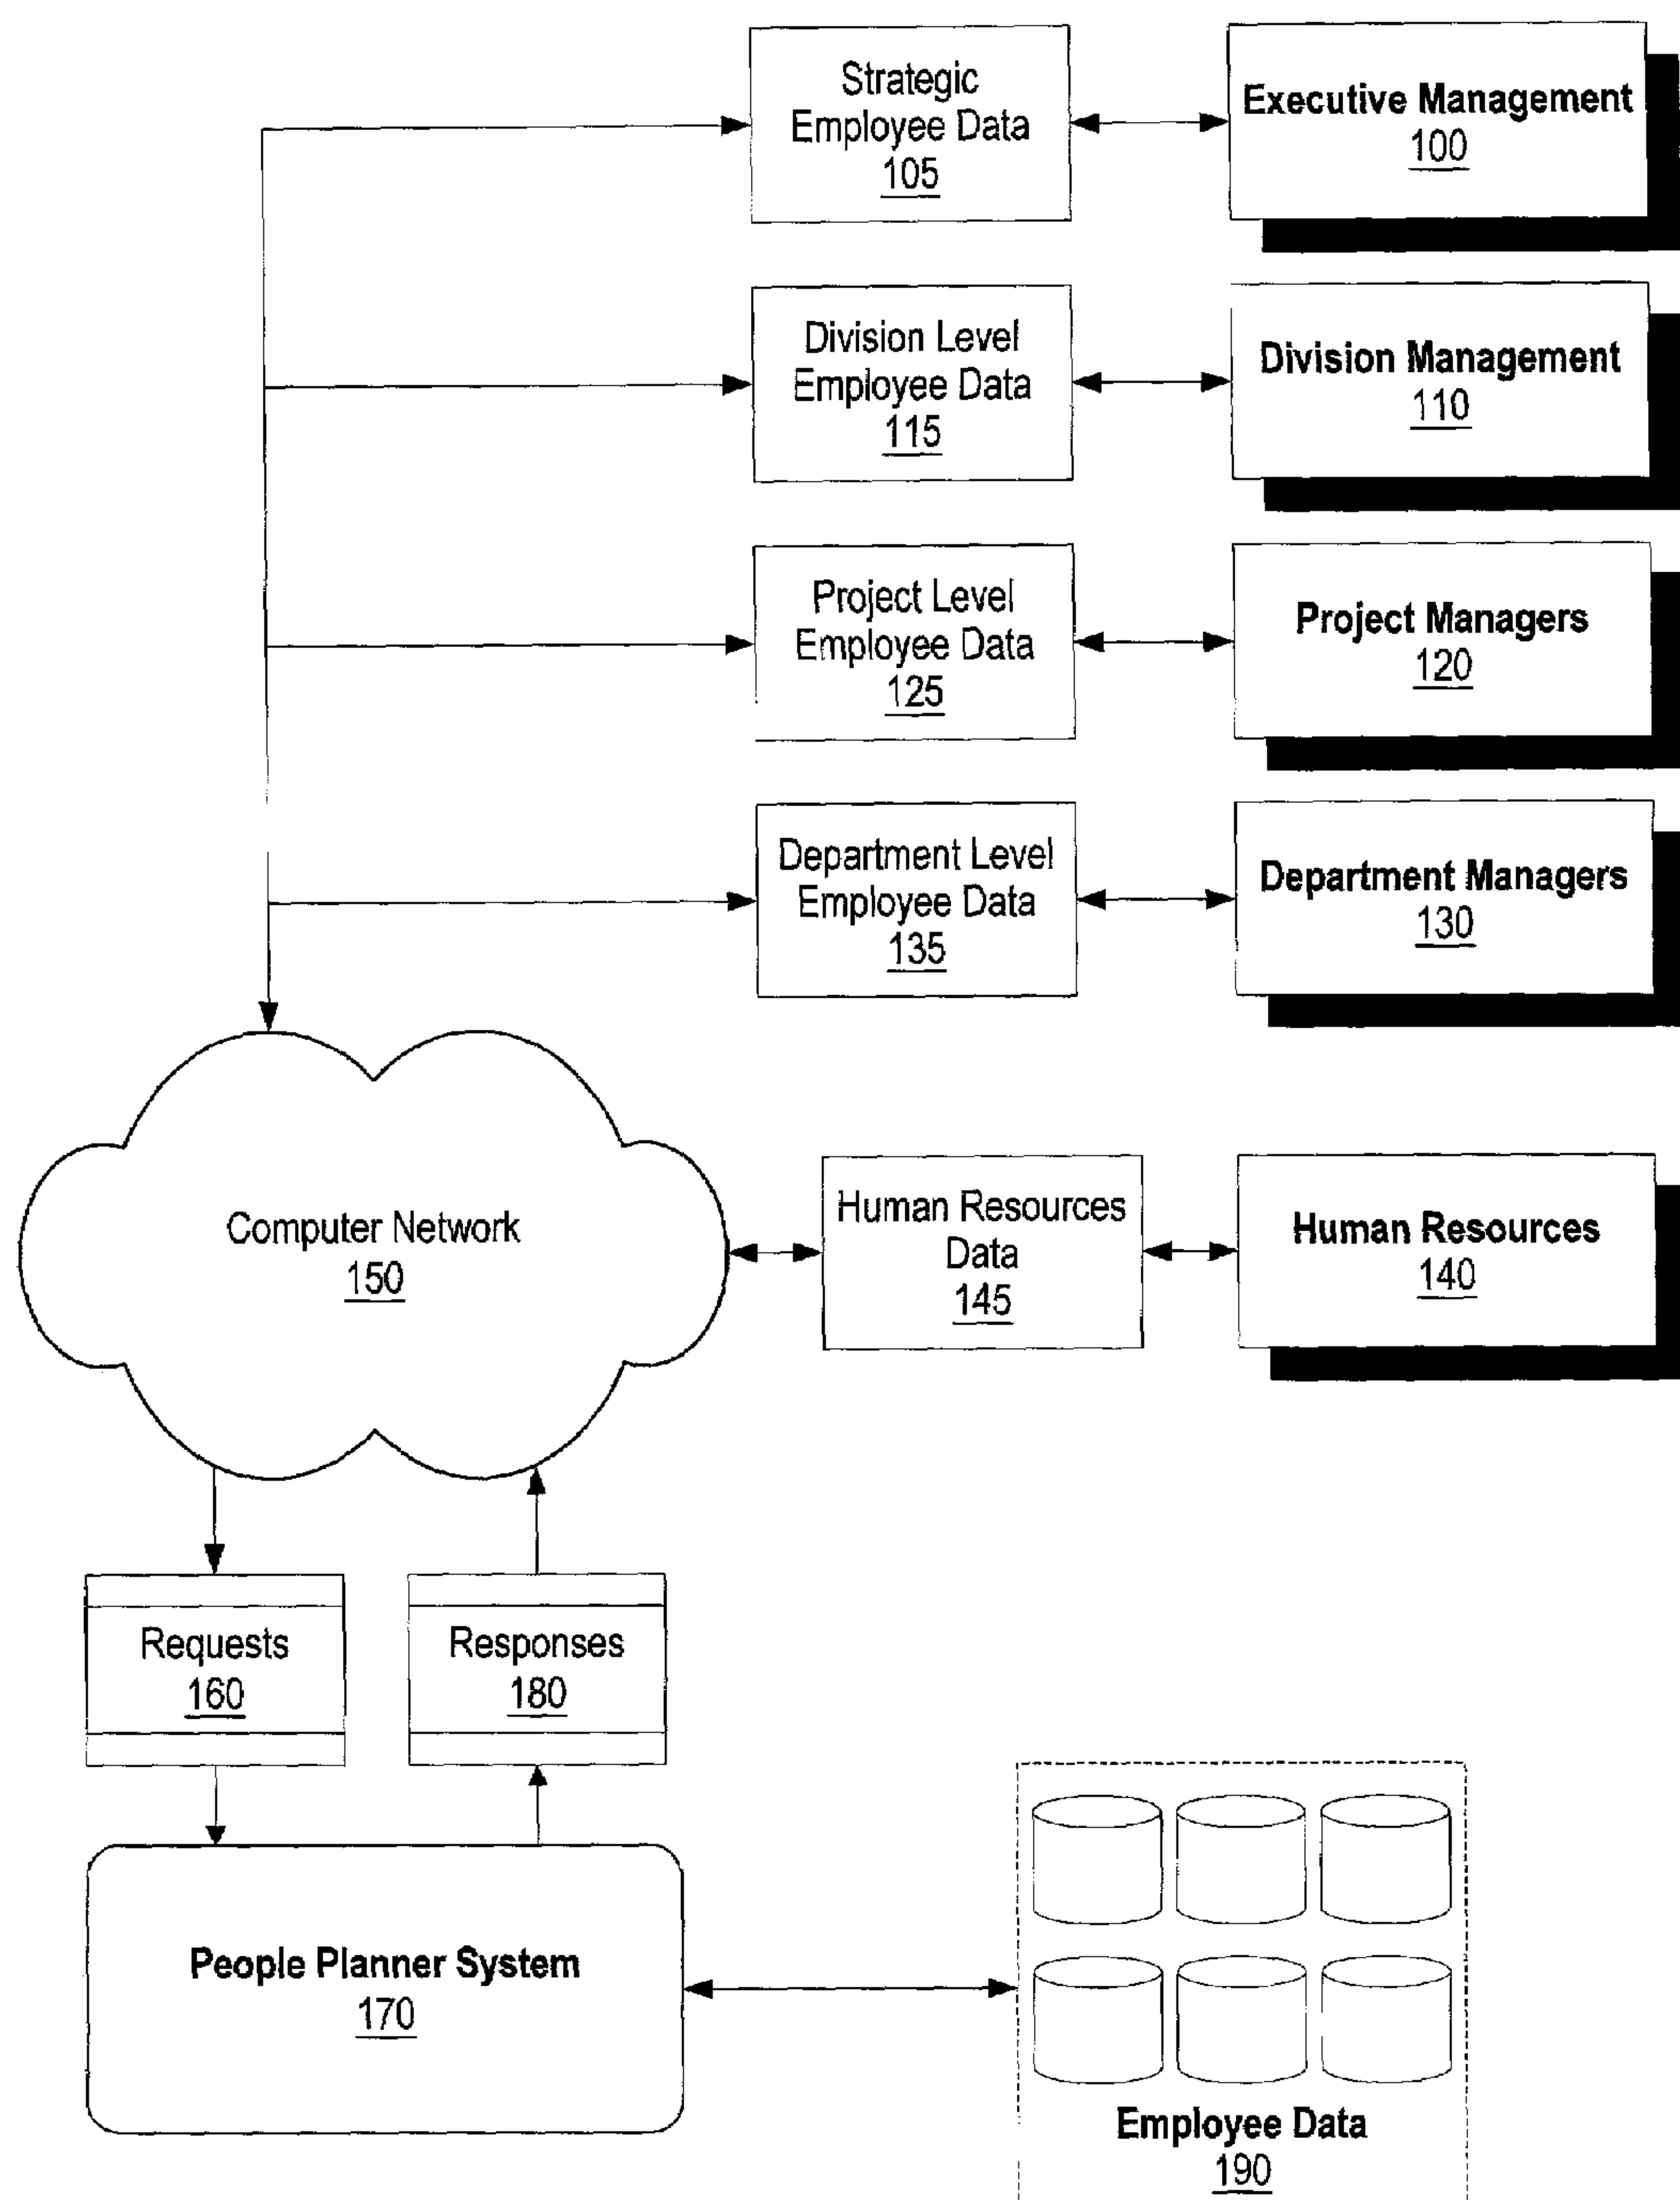 Strategic
Employee Data
105
Executive Management
100
Division Level
Employee Data
115
Division Management
110
Project Level
Employee Data
125
Project Managers
120
Department Level
Employee Data
135
Department Managers
130
Computer Network
150
Human Resources
Data
145
Human Resources
140
Requests
160
Responses
180
People Planner System
170
Employee Data
190